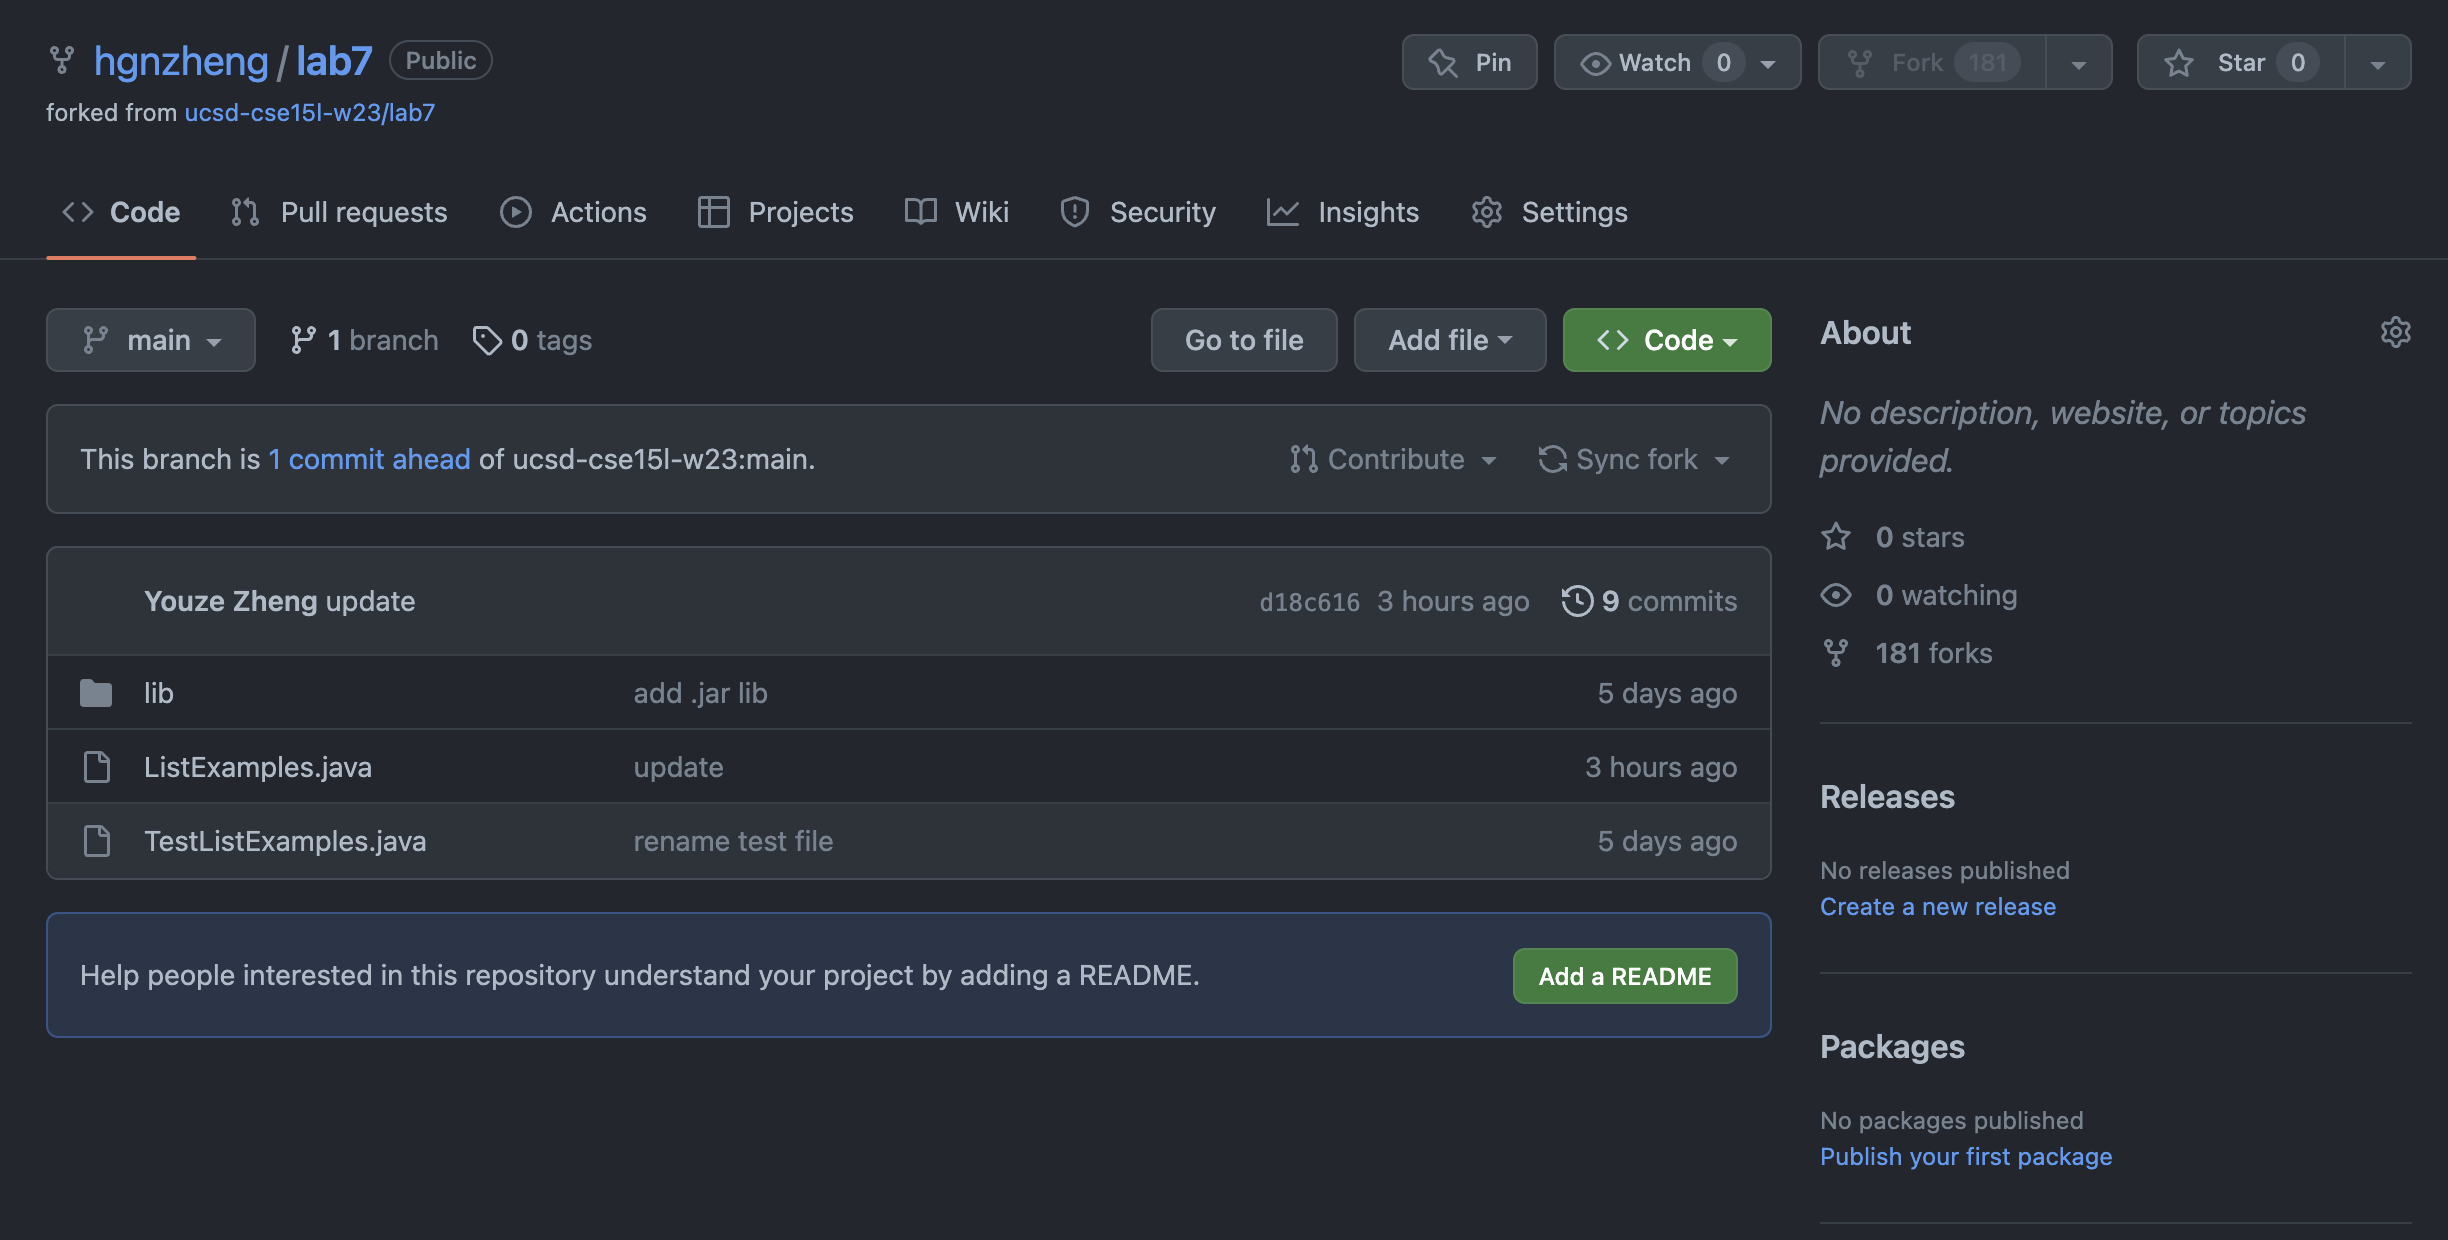 hgnzheng/lab7 Public
Pin
Watch 0
Fork 181
Star 0
forked from ucsd-cse15l-w23/lab7
Code
Pull requests
Actions
Projects
Wiki
Security
Insights
Settings
main
1 branch
0 tags
Go to file
Add file
Code
This branch is 1 commit ahead of ucsd-cse15l-w23:main.
Contribute
Sync fork
Youze Zheng update
d18c616 3 hours ago
9 commits
lib
add .jar lib
5 days ago
ListExamples.java
update
3 hours ago
TestListExamples.java
rename test file
5 days ago
Help people interested in this repository understand your project by adding a README.
Add a README
About
No description, website, or topics
provided.
0 stars
0 watching
181 forks
Releases
No releases published
Create a new release
Packages
No packages published
Publish your first package